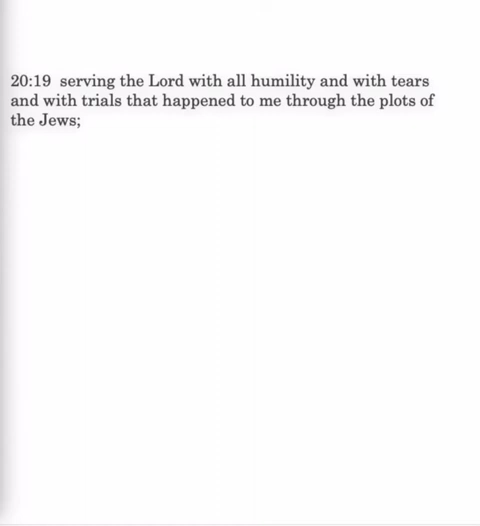 20:19 serving the Lord with all humility and with tears
and with trials that happened to me through the plots of
the Jews;